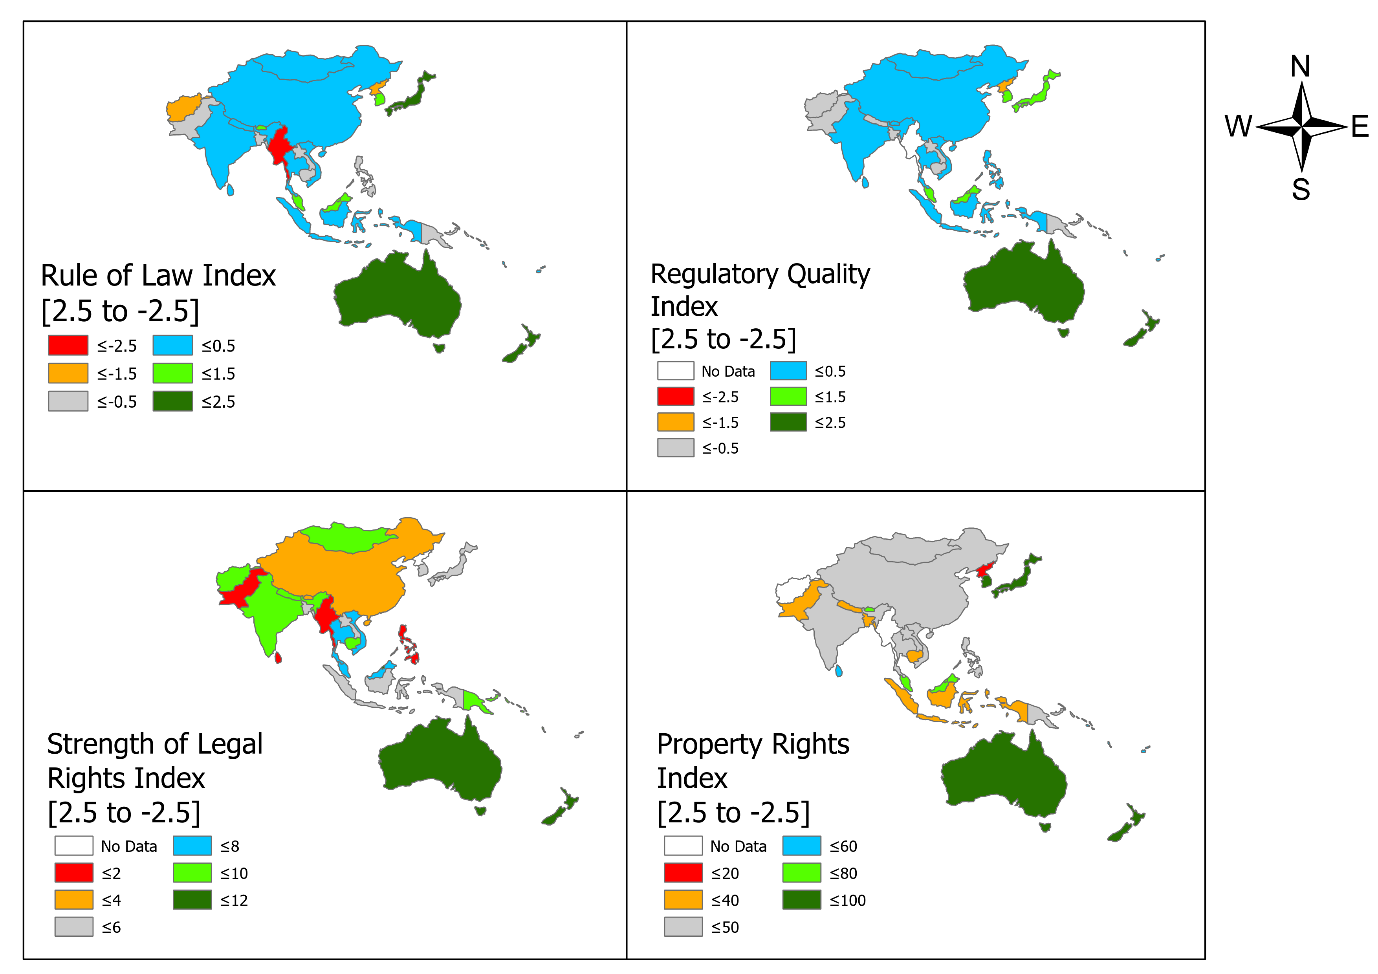 N
W E
S
Rule of Law Index
[2.5 to -2.5]
≤-2.5 ≤0.5
≤-1.5 ≤1.5
≤-0.5 ≤2.5
Regulatory Quality
Index
[2.5 to -2.5]
No Data ≤0.5
≤-2.5 ≤1.5
≤-1.5 ≤2.5
≤-0.5
Strength of Legal
Rights Index
[2.5 to -2.5]
No Data ≤8
≤2 ≤10
≤4 ≤12
≤6
Property Rights
Index
[2.5 to -2.5]
No Data ≤60
≤20 ≤80
≤40 ≤100
≤50